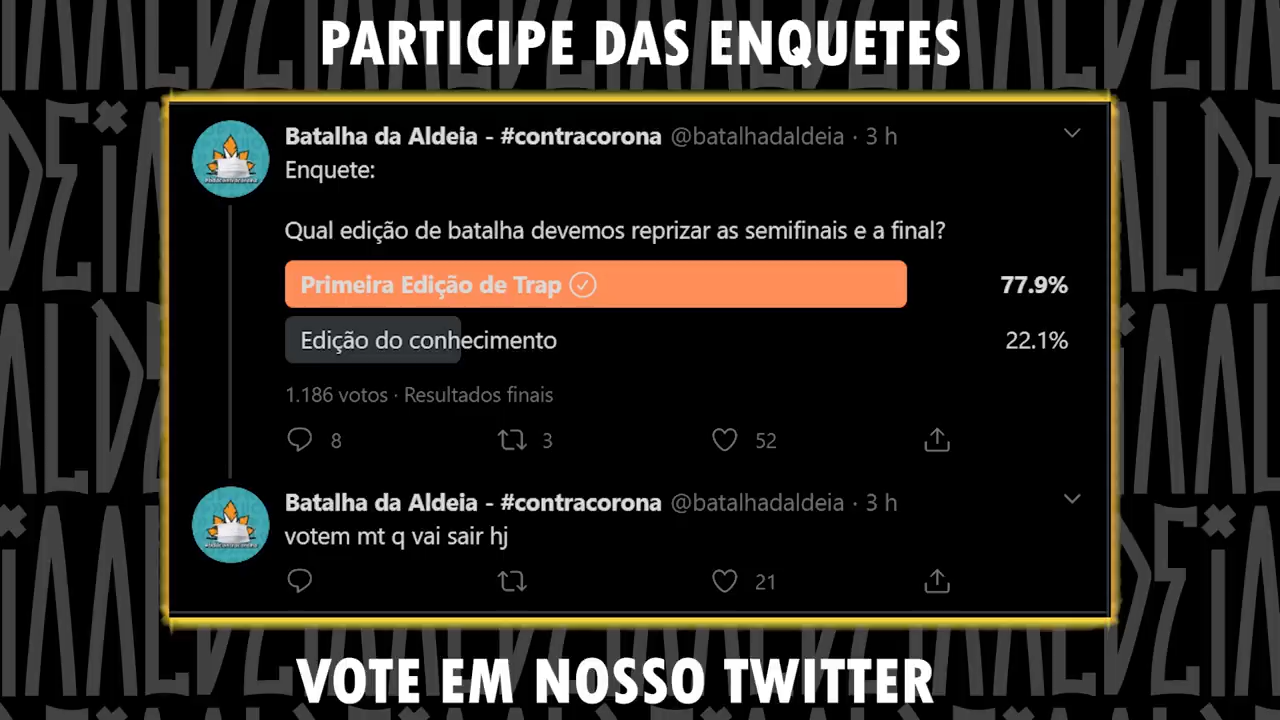 PARTICIPE DAS ENQUETES
Batalha da Aldeia - #contracorona @batalhadaldeia · 3 h
Enquete:
Qual edição de batalha devemos reprizar as semifinais e a final?
Primeira Edição de Trap 77.9%
Edição do conhecimento 22.1%
1.186 votos · Resultados finais
8 3 52
Batalha da Aldeia - #contracorona @batalhadaldeia · 3 h
votem mt q vai sair hj
21
VOTE EM NOSSO TWITTER